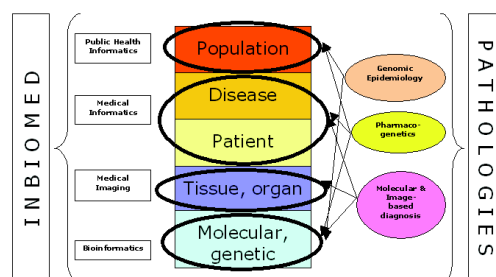 INBIOMED
Public Health
Informatics
Medical
Informatics
Medical
Imaging
Bioinformatics
Population
Disease
Patient
Tissue, organ
Molecular,
genetic
Genomic
Epidemiology
Pharmaco-
genetics
Molecular &
Image-
based
diagnosis
PATHOLOGIES